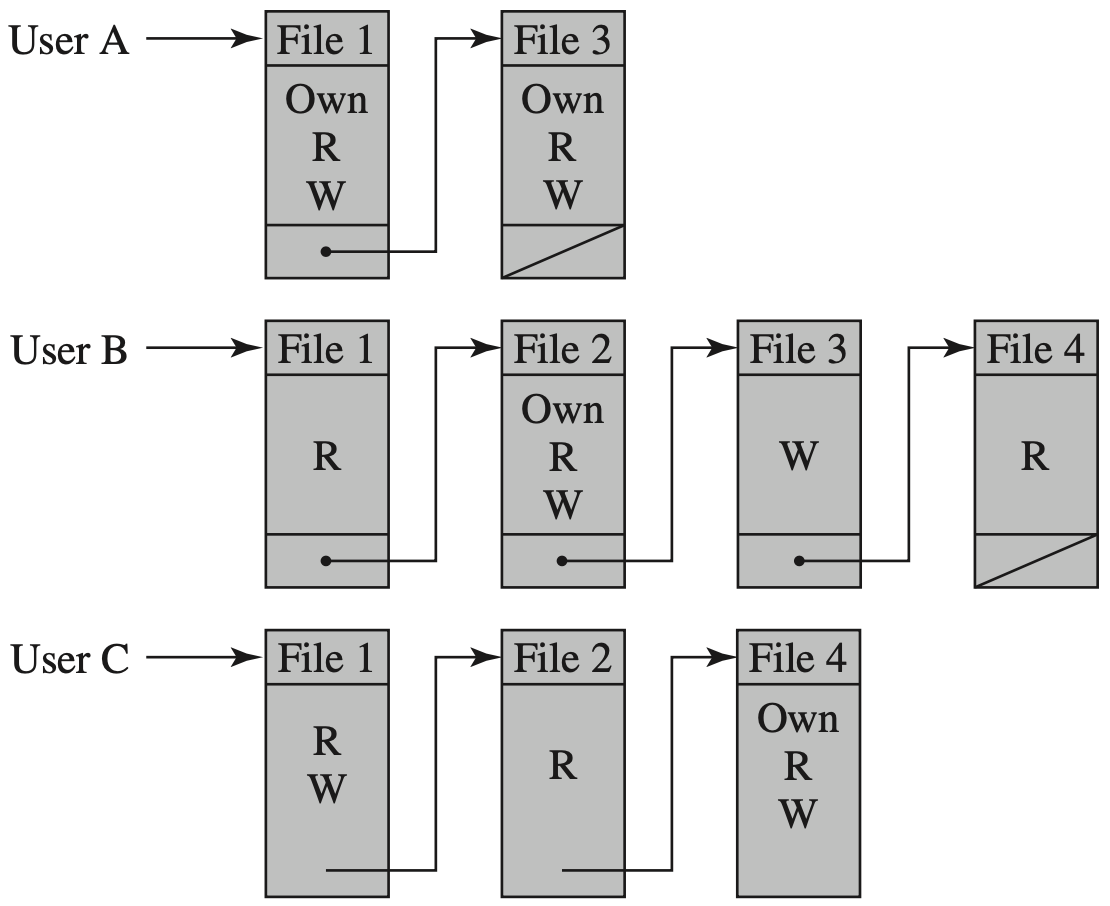 User A
File 1
File 3
Own
R
W
Own
R
W
User B
File 1
File 2
File 3
File 4
R
Own
R
W
W
R
User C
File 1
File 2
File 4
R
W
R
Own
R
W